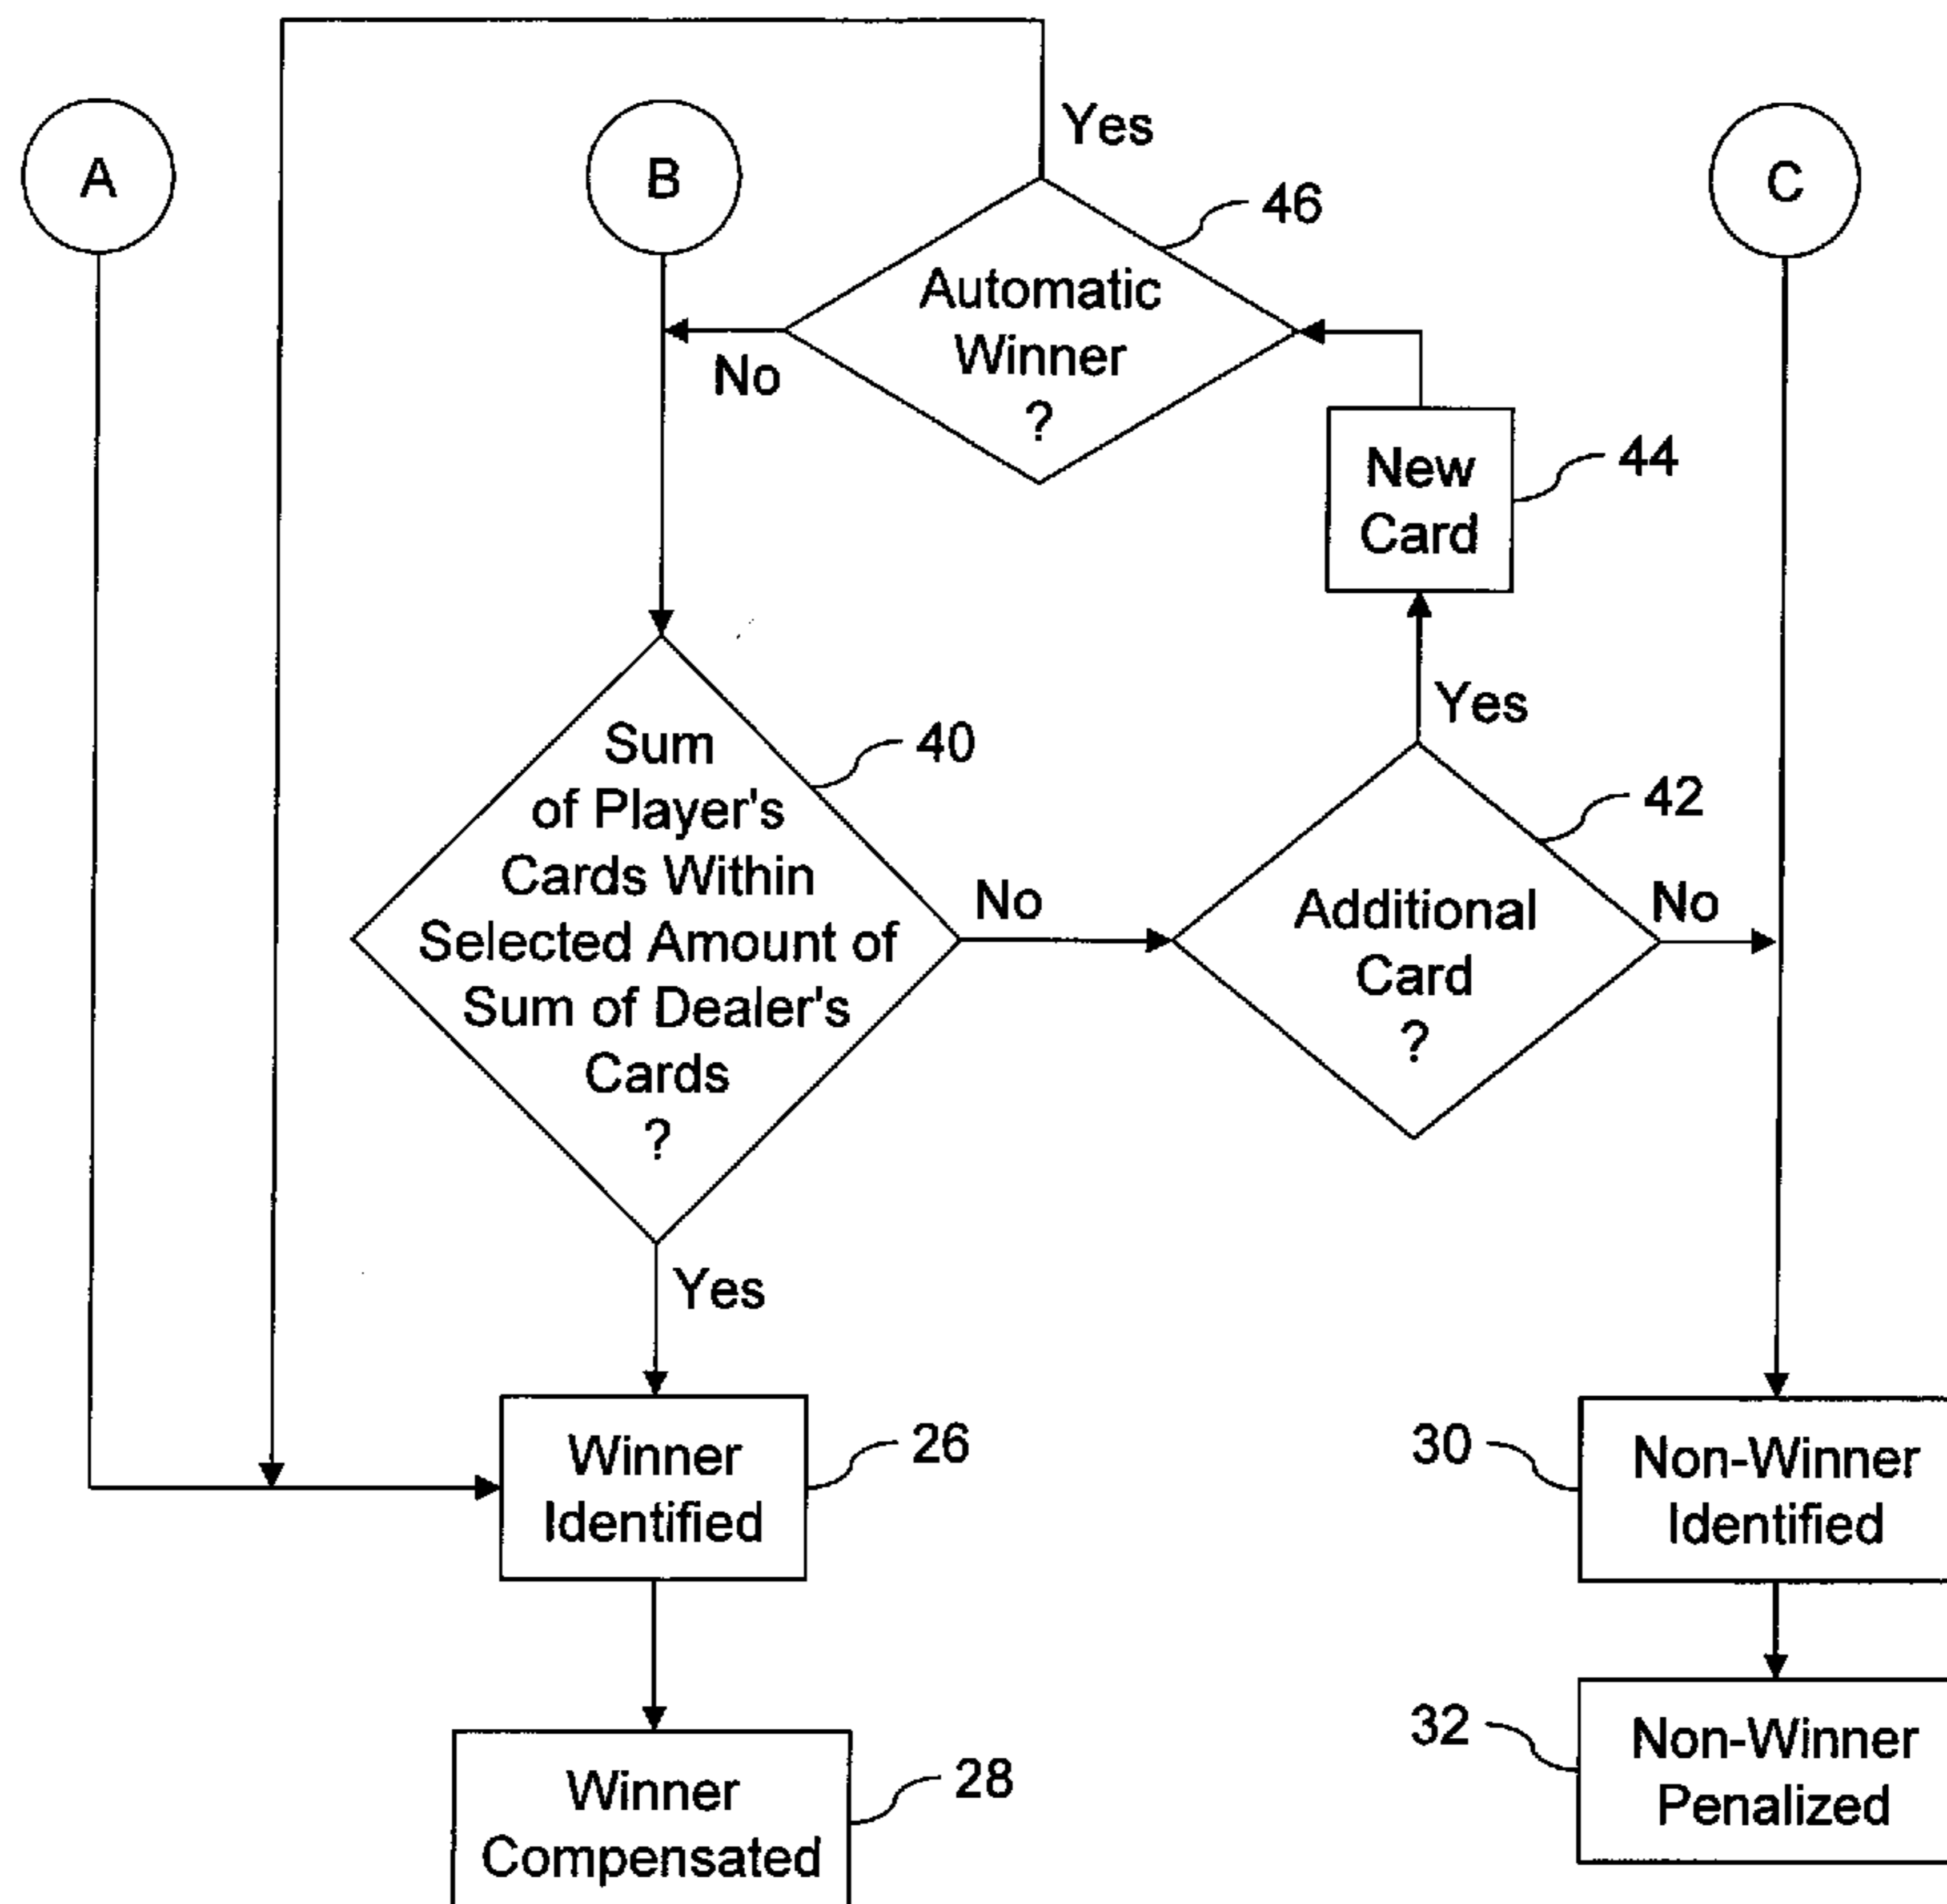 A
B
C
Yes
46
Automatic
Winner
?
No
New
Card
44
Yes
Sum
of Player's
Cards Within
Selected Amount of
Sum of Dealer's
Cards
?
40
No
Additional
Card
?
42
No
Yes
Winner
Identified
26
30
Non-Winner
Identified
Winner
Compensated
28
32
Non-Winner
Penalized